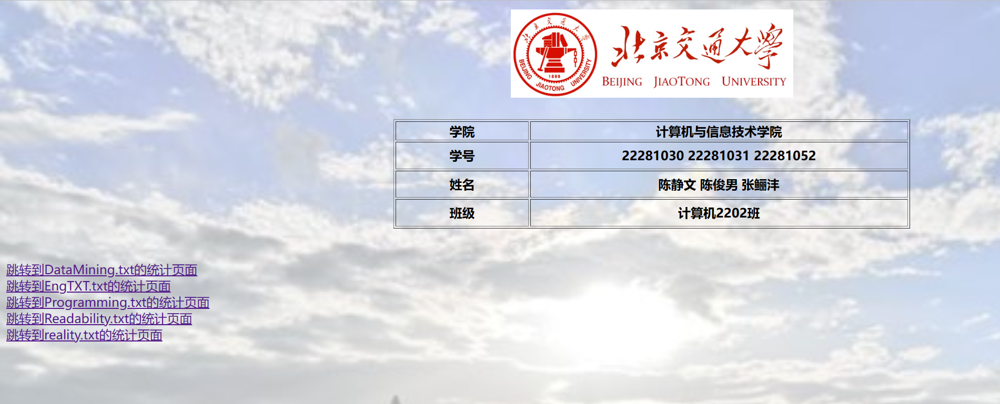 北京交通大学
BEIJING JIAOTONG UNIVERSITY
1896
北京交通大學
BEIJING JIAOTONG UNIVERSITY
学院 计算机与信息技术学院
学号 22281030 22281031 22281052
姓名 陈静文 陈俊男 张鲡沣
班级 计算机2202班
跳转到DataMining.txt的统计页面
跳转到EngTXT.txt的统计页面
跳转到Programming.txt的统计页面
跳转到Readability.txt的统计页面
跳转到reality.txt的统计页面